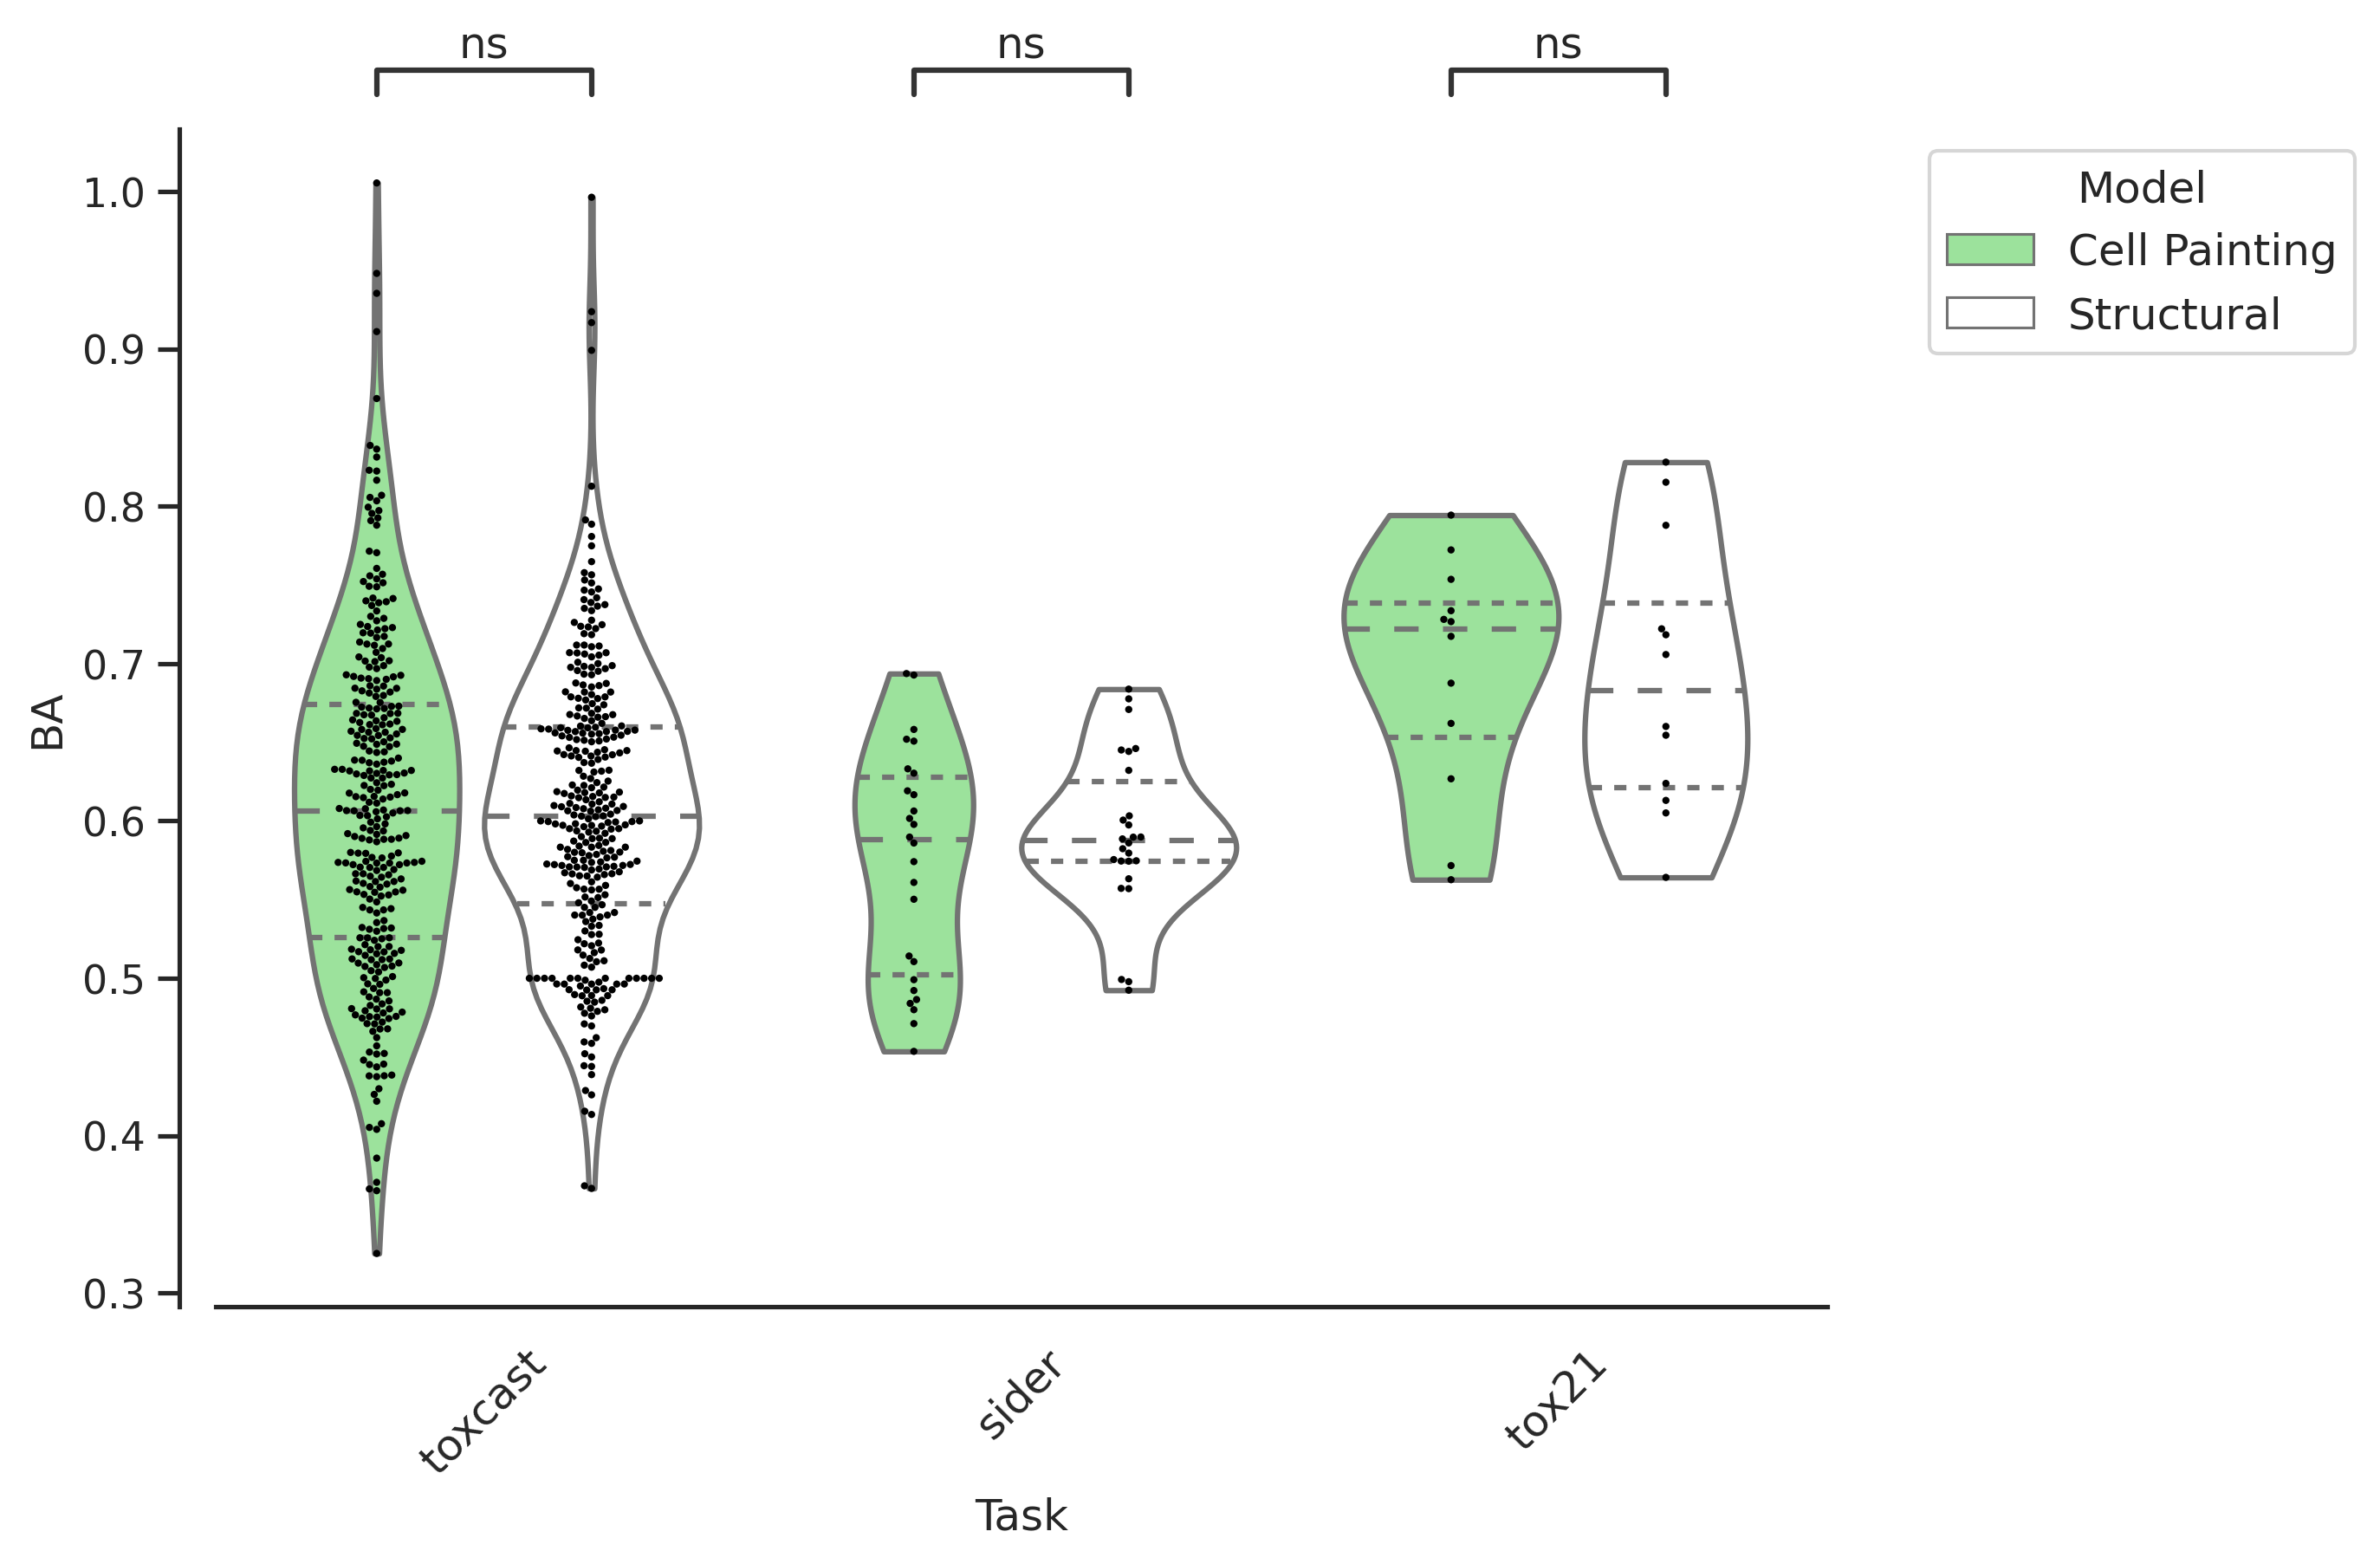 ns ns ns
Model
Cell Painting
Structural
BA
1.0
0.9
0.8
0.7
0.6
0.5
0.4
0.3
toxcast sider tox21
Task